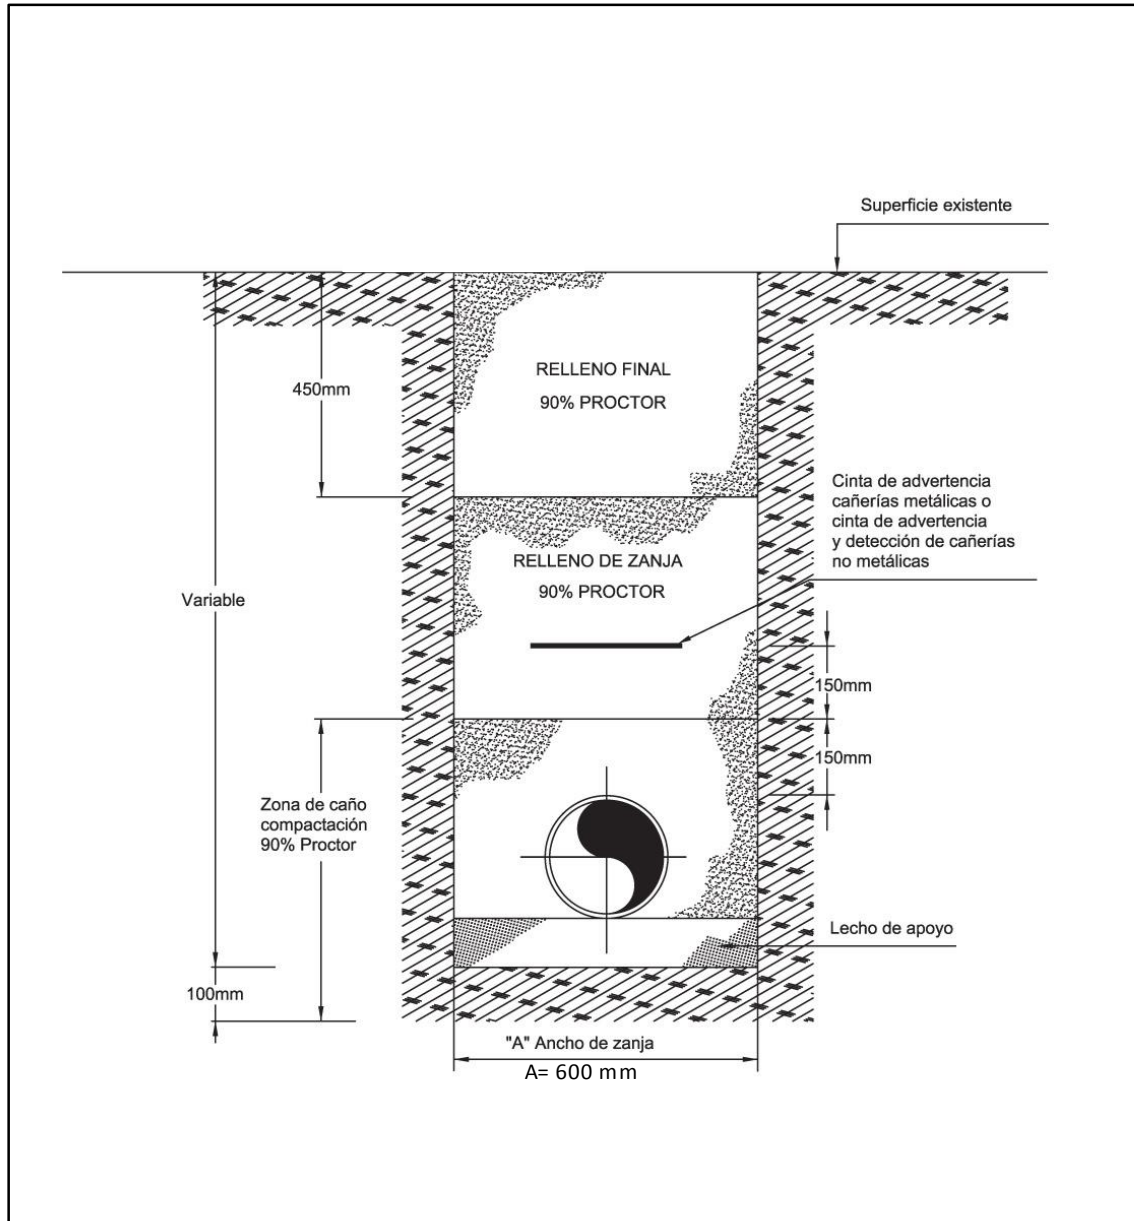 Superficie existente
RELLENO FINAL
90% PROCTOR
450mm
Cinta de advertencia
cañerías metálicas o
cinta de advertencia
y detección de cañerías
no metálicas
RELLENO DE ZANJA
90% PROCTOR
Variable
150mm
150mm
Zona de caño
compactación
90% Proctor
Lecho de apoyo
100mm
"A" Ancho de zanja
A= 600 mm